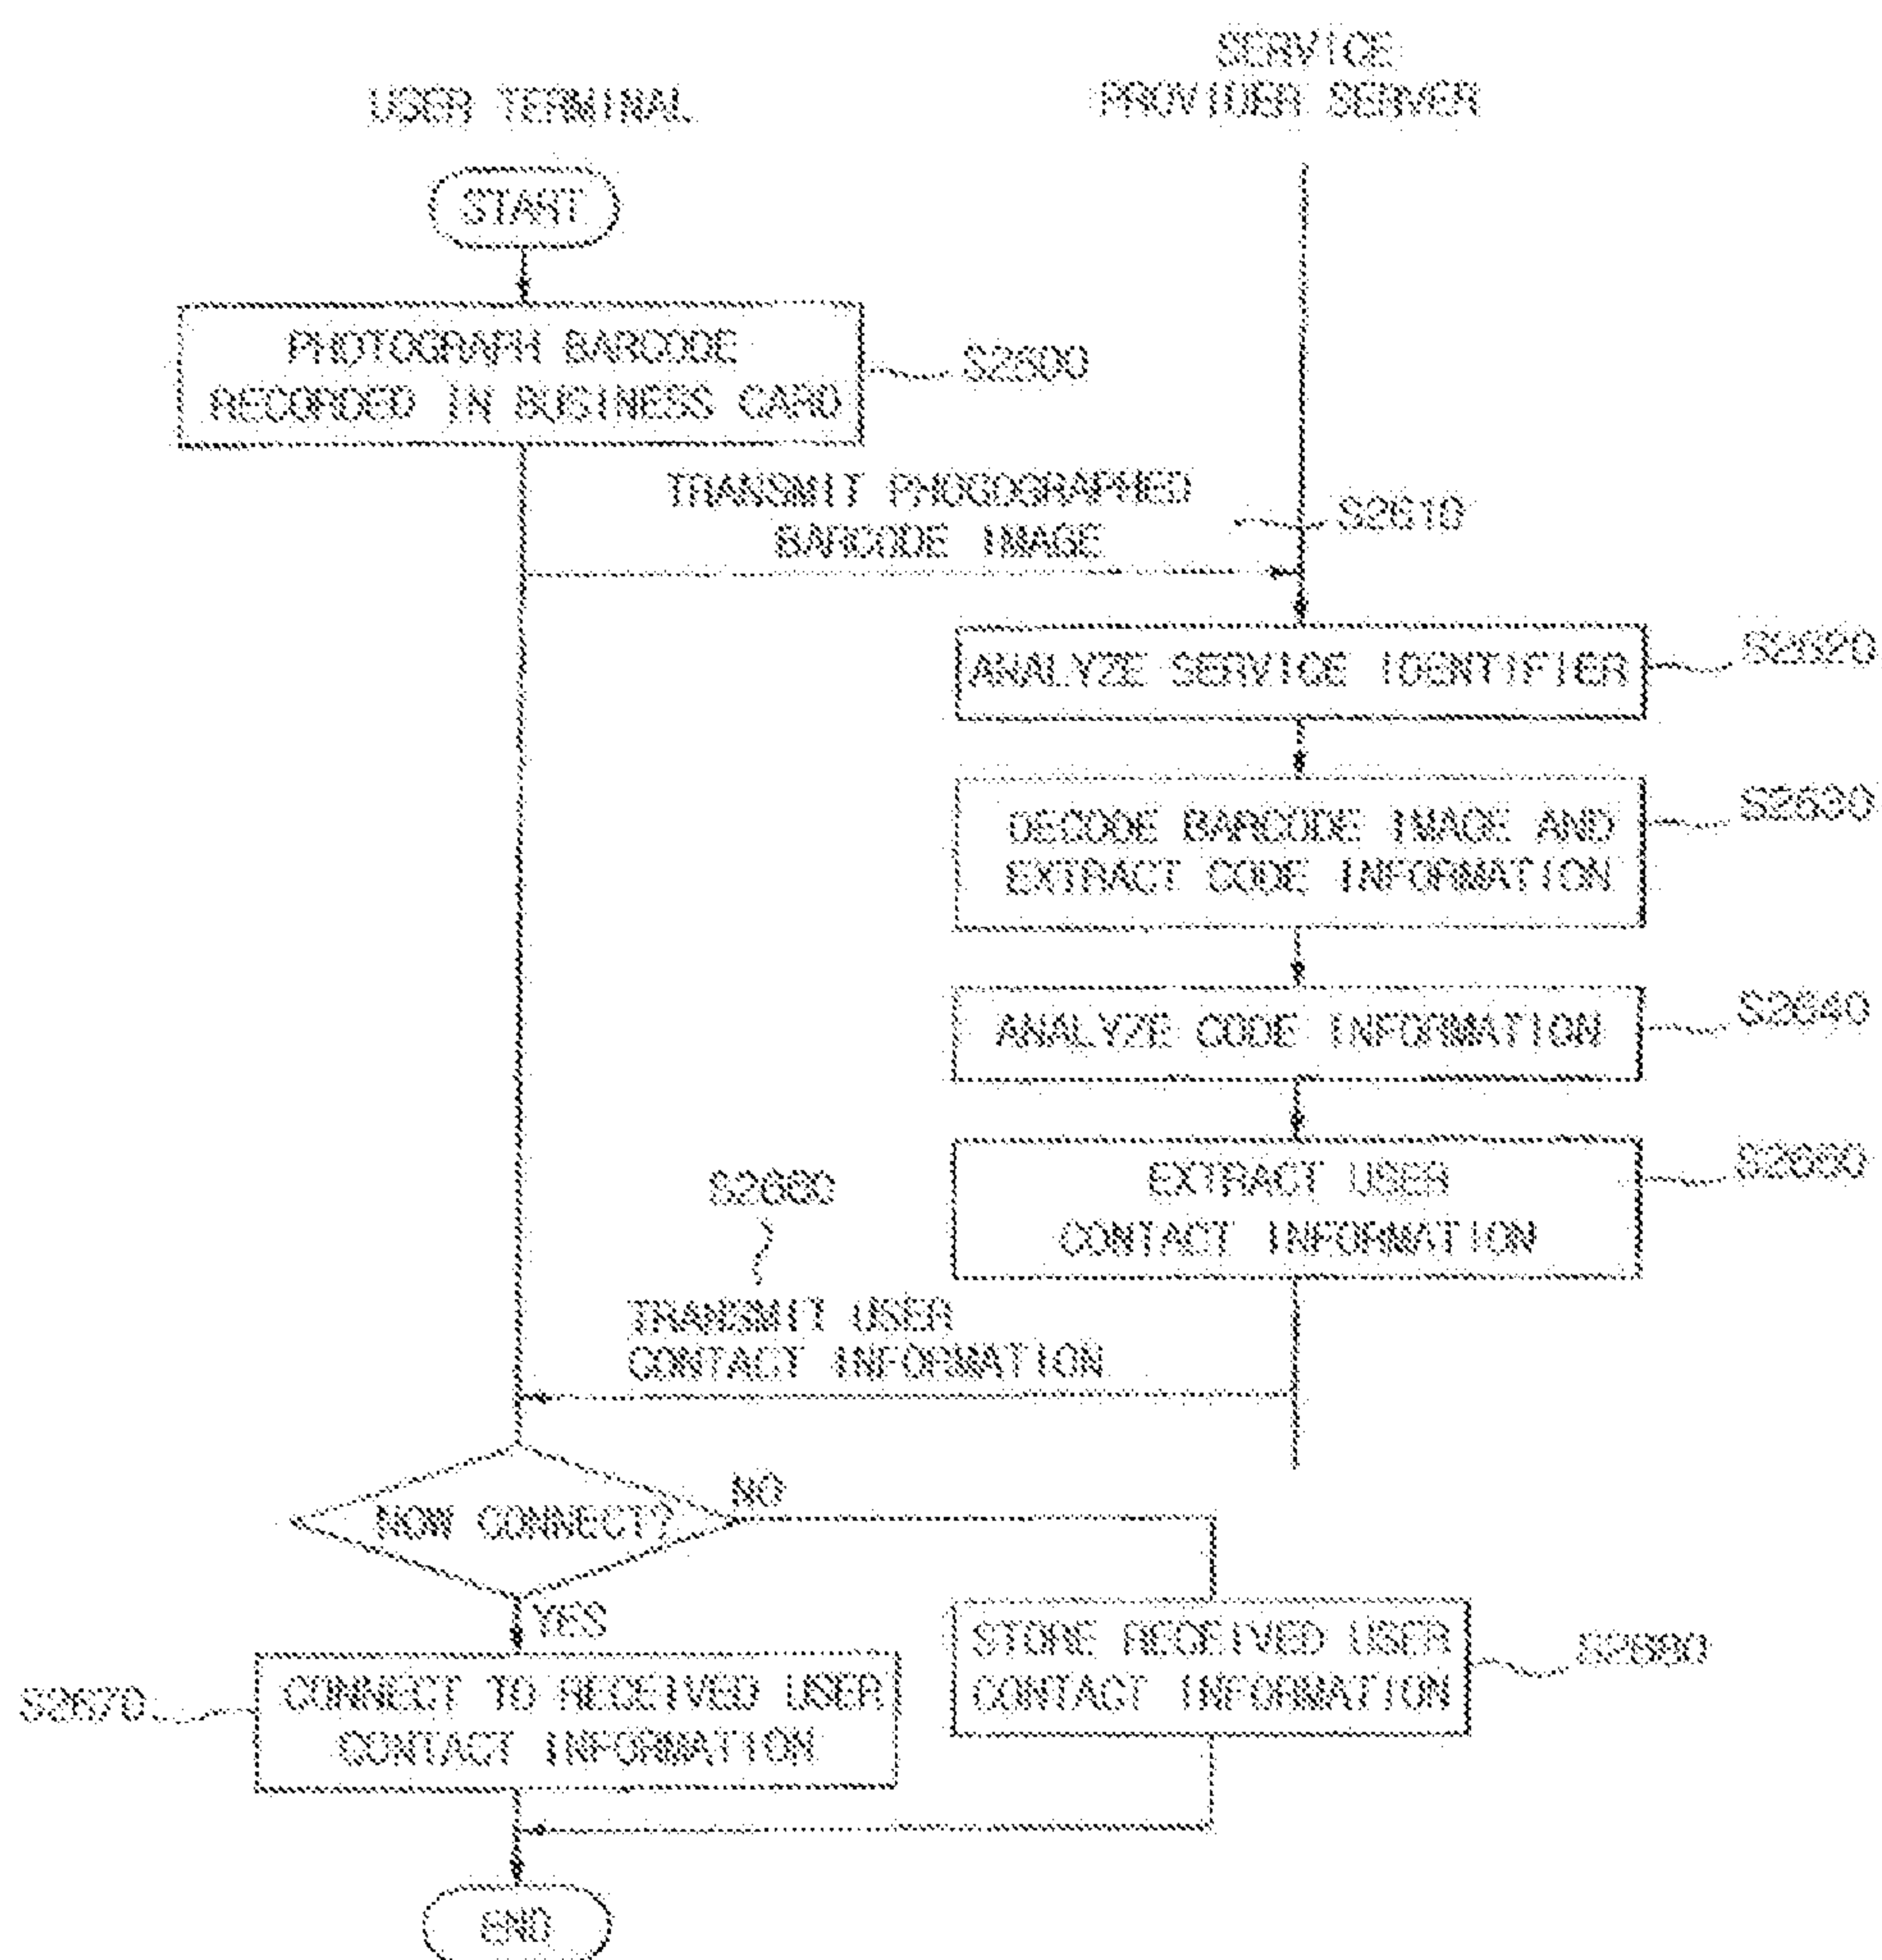 SERVICE
PROVIDER SERVER
USER TERMINAL
START
PHOTOGRAPH BARCODE
RECORDED IN BUSINESS CARD
S2600
TRANSMIT PHOGOGRAPHED
BARCODE IMAGE
S2610
ANALYZE SERVICE IDENTIFIER
S2620
DECODE BARCODE IMAGE AND
EXTRACT CODE INFORMATION
S2630
ANALYZE CODE INFORMATION
S2640
EXTRACT USER
CONTACT INFORMATION
S2650
S2660
TRANSMIT USER
CONTACT INFORMATION
NOW CONNECT?
NO
YES
STORE RECEIVED USER
CONTACT INFORMATION
S2680
S2670
CONNECT TO RECEIVED USER
CONTACT INFORMATION
END